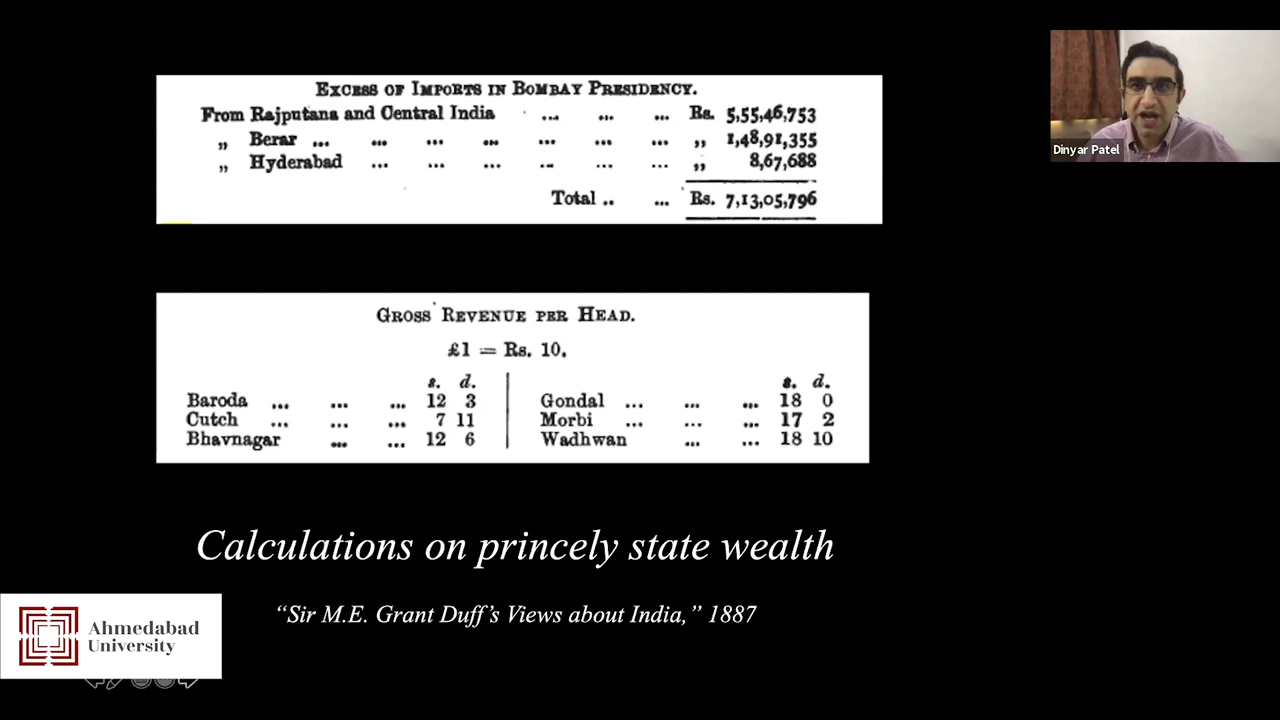 EXCESS OF IMPORTS IN BOMBAY PRESIDENCY.
From Rajputana and Central India ... ... ... Rs. 5,55,46,753
„ Berar ... ... ... ... ... ... ... „ 1,48,91,355
„ Hyderabad ... ... ... ... ... ... „ 8,67,688
Total .. ... Rs. 7,13,05,796
GROSS REVENUE PER HEAD.
£1 = Rs. 10.
s. d.
Baroda ... ... ... 12 3
Cutch ... ... ... 7 11
Bhavnagar ... ... 12 6
s. d.
Gondal ... ... ... 18 0
Morbi ... ... ... 17 2
Wadhwan ... ... 18 10
Calculations on princely state wealth
“Sir M.E. Grant Duff’s Views about India,” 1887
Ahmedabad
University
Dinyar Patel